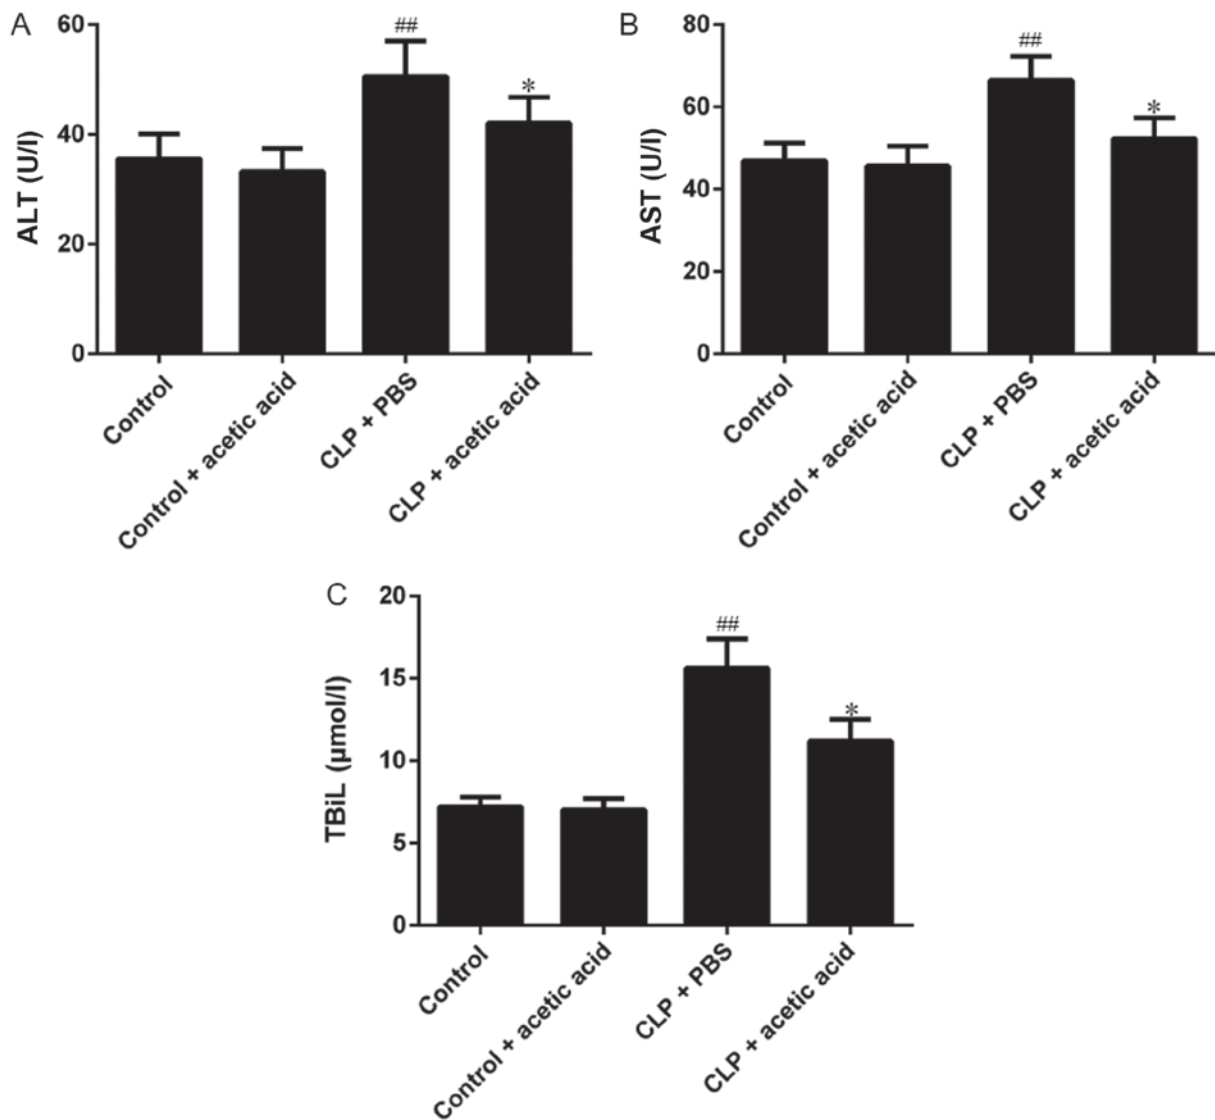 A
60
40
20
0
ALT (U/l)
##
*
Control
Control + acetic acid
CLP + PBS
CLP + acetic acid
B
80
60
40
20
0
AST (U/l)
##
*
Control
Control + acetic acid
CLP + PBS
CLP + acetic acid
C
20
15
10
5
0
TBiL (µmol/l)
##
*
Control
Control + acetic acid
CLP + PBS
CLP + acetic acid